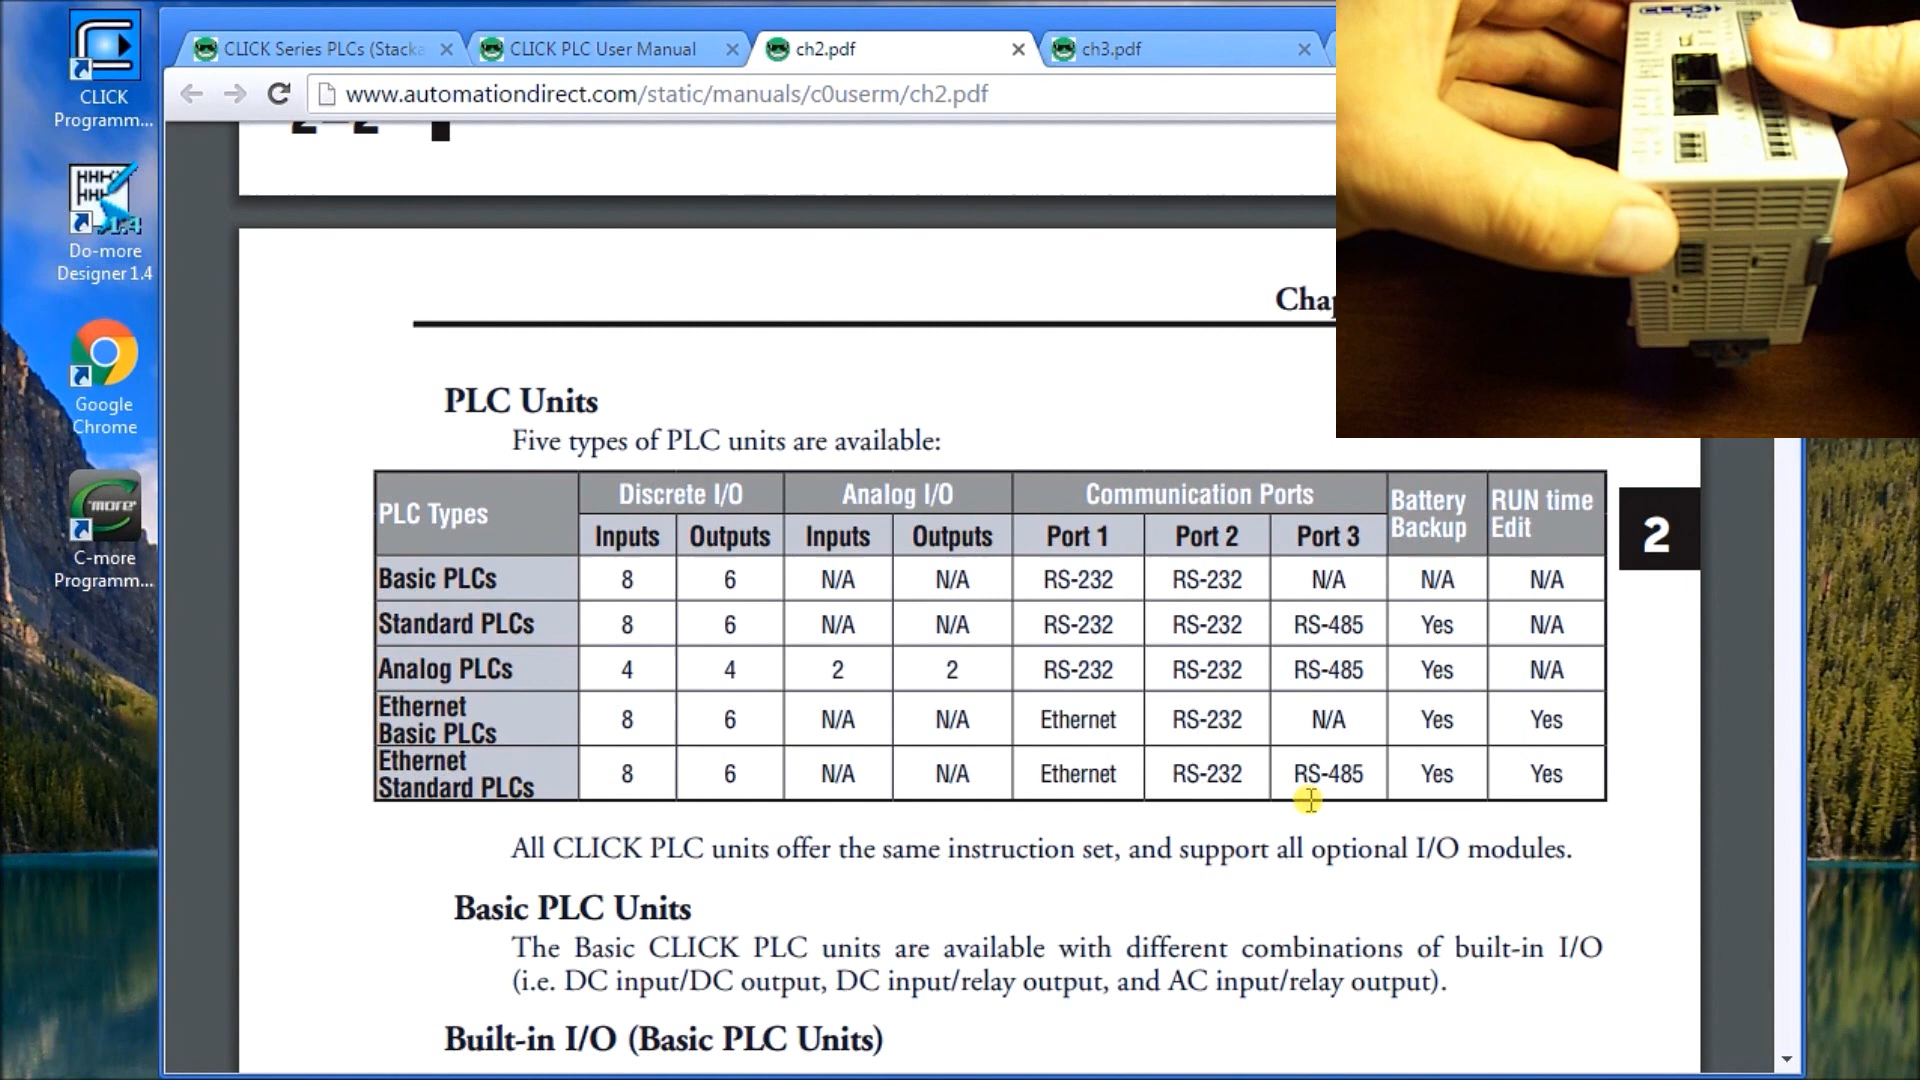 CLICK
Programm...
Do-more
Designer 1.4
Google
Chrome
C-more
Programm...
CLICK Series PLCs (Stacka
CLICK PLC User Manual
ch2.pdf
ch3.pdf
www.automationdirect.com/static/manuals/c0userm/ch2.pdf
CLICK
Chap
PLC Units
Five types of PLC units are available:
PLC Types Discrete I/O Analog I/O Communication Ports Battery Backup RUN time Edit
Inputs Outputs Inputs Outputs Port 1 Port 2 Port 3
Basic PLCs 8 6 N/A N/A RS-232 RS-232 N/A N/A N/A
Standard PLCs 8 6 N/A N/A RS-232 RS-232 RS-485 Yes N/A
Analog PLCs 4 4 2 2 RS-232 RS-232 RS-485 Yes N/A
Ethernet Basic PLCs 8 6 N/A N/A Ethernet RS-232 N/A Yes Yes
Ethernet Standard PLCs 8 6 N/A N/A Ethernet RS-232 RS-485 Yes Yes
2
All CLICK PLC units offer the same instruction set, and support all optional I/O modules.
Basic PLC Units
The Basic CLICK PLC units are available with different combinations of built-in I/O
(i.e. DC input/DC output, DC input/relay output, and AC input/relay output).
Built-in I/O (Basic PLC Units)